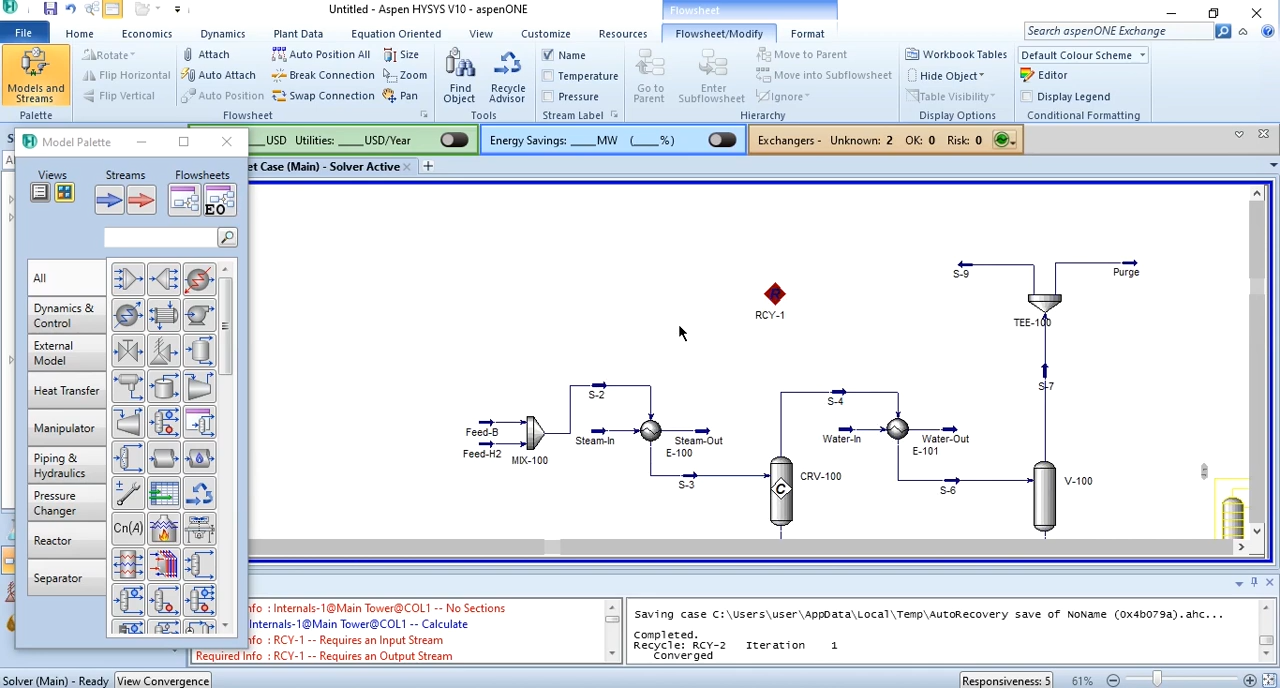 Untitled - Aspen HYSYS V10 - aspenONE
Flowsheet
File
Home
Economics
Dynamics
Plant Data
Equation Oriented
View
Customize
Resources
Flowsheet/Modify
Format
Search aspenONE Exchange
Models and
Streams
Palette
Rotate
Flip Horizontal
Flip Vertical
Attach
Auto Attach
Auto Position
Auto Position All
Break Connection
Swap Connection
Size
Zoom
Pan
Flowsheet
Find
Object
Recycle
Advisor
Tools
Name
Temperature
Pressure
Stream Label
Go to
Parent
Enter
Subflowsheet
Move to Parent
Move into Subflowsheet
Ignore
Hierarchy
Workbook Tables
Hide Object
Table Visibility
Display Options
Default Colour Scheme
Editor
Display Legend
Conditional Formatting
USD Utilities: ____ USD/Year
Energy Savings: ____MW (____%)
Exchangers - Unknown: 2 OK: 0 Risk: 0
Model Palette
et Case (Main) - Solver Active
Views
Streams
Flowsheets
EO
All
Dynamics &
Control
External
Model
Heat Transfer
Manipulator
Piping &
Hydraulics
Pressure
Changer
Reactor
Separator
Cn(A)
R
RCY-1
S-9
Purge
TEE-100
S-7
S-2
Feed-B
Feed-H2
MIX-100
Steam-In
Steam-Out
E-100
S-3
S-4
Water-In
Water-Out
E-101
S-6
CRV-100
C
V-100
nfo : Internals-1@Main Tower@COL1 -- No Sections
Internals-1@Main Tower@COL1 -- Calculate
nfo : RCY-1 -- Requires an Input Stream
Required Info : RCY-1 -- Requires an Output Stream
Saving case C:\Users\user\AppData\Local\Temp\AutoRecovery save of NoName (0x4b079a).ahc...
Completed.
Recycle: RCY-2 Iteration 1
Converged
Solver (Main) - Ready
View Convergence
Responsiveness: 5
61%